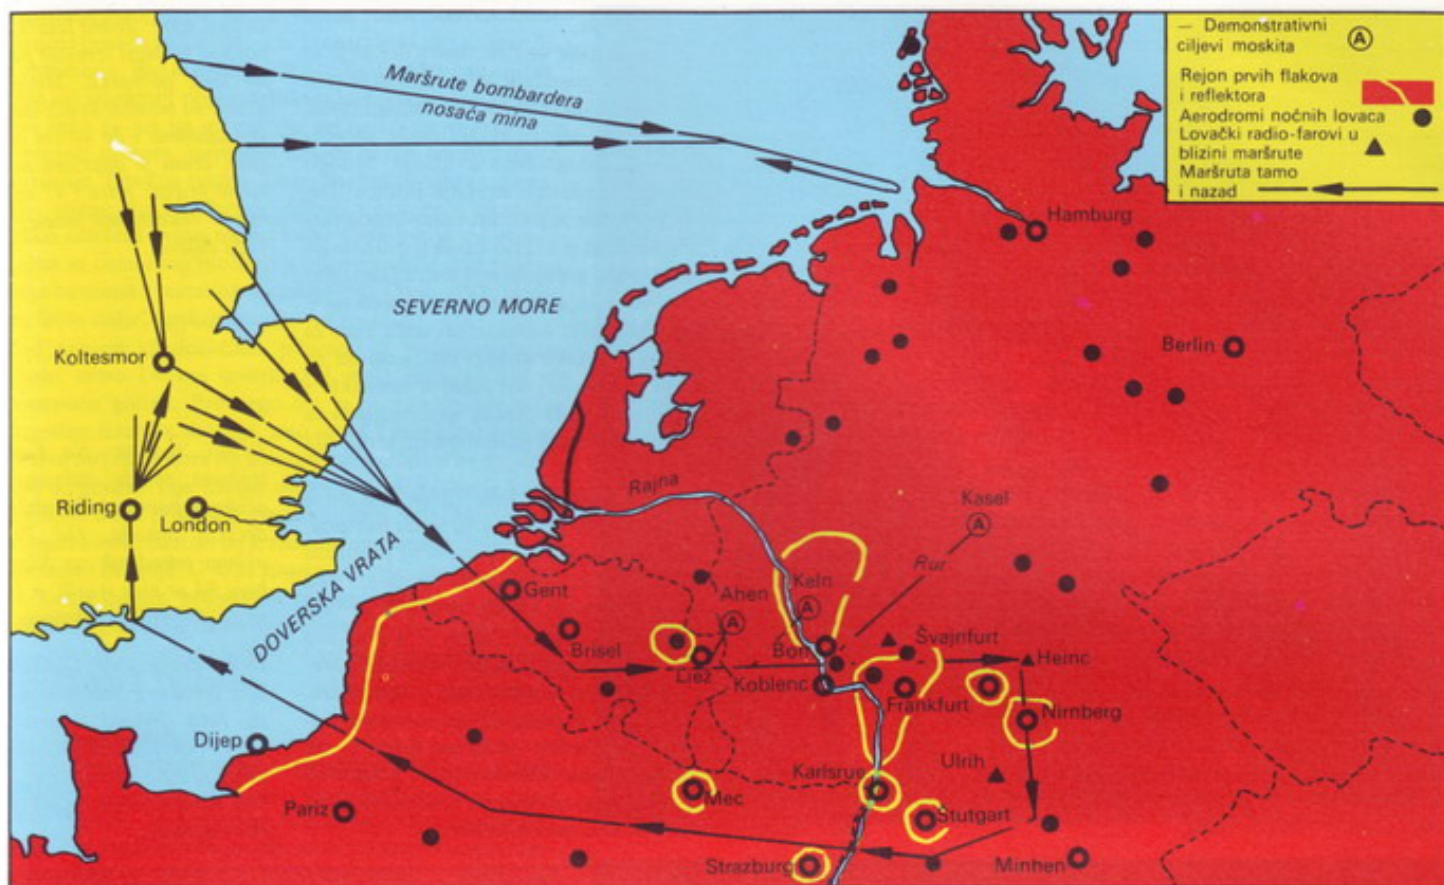 — Demonstrativni
ciljevi moskita A
Rejon prvih flakova
i reflektora
Aerodromi noćnih lovaca
Lovački radio-farovi u
blizini maršrute
Maršruta tamo
i nazad
Maršrute bombardera
nosaća mina
Hamburg
SEVERNO MORE
Koltesmor
Berlin
Rajna
Kasel
A
Riding
London
DOVERSKA VRATA
Rur
Gent
Ahen
Keln
A
A
Brisel
Bon
Švajnfurt
Heinc
Liež
Koblenc
Frankfurt
Nirnberg
Dijep
Karlsrue
Ulrih
Mec
Pariz
Štutgart
Strazburg
Minhen